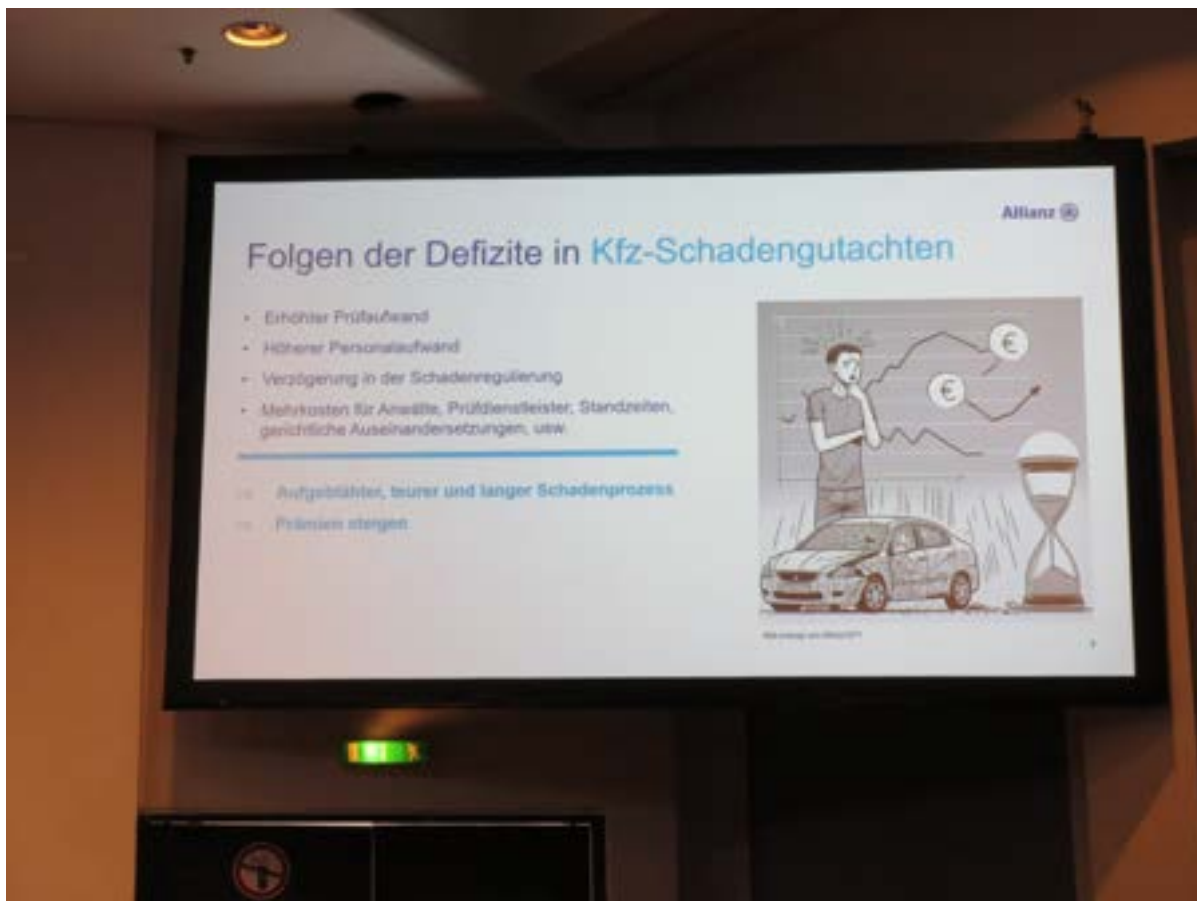 Allianz
Folgen der Defizite in Kfz-Schadengutachten
• Erhöhter Prüfaufwand
• Höherer Personalaufwand
• Verzögerung in der Schadenregulierung
• Mehrkosten für Anwälte, Prüfdienstleister, Standzeiten,
gerichtliche Auseinandersetzungen, usw.
Aufgeblähter, teurer und langer Schadenprozess
Prämien steigen
€
€